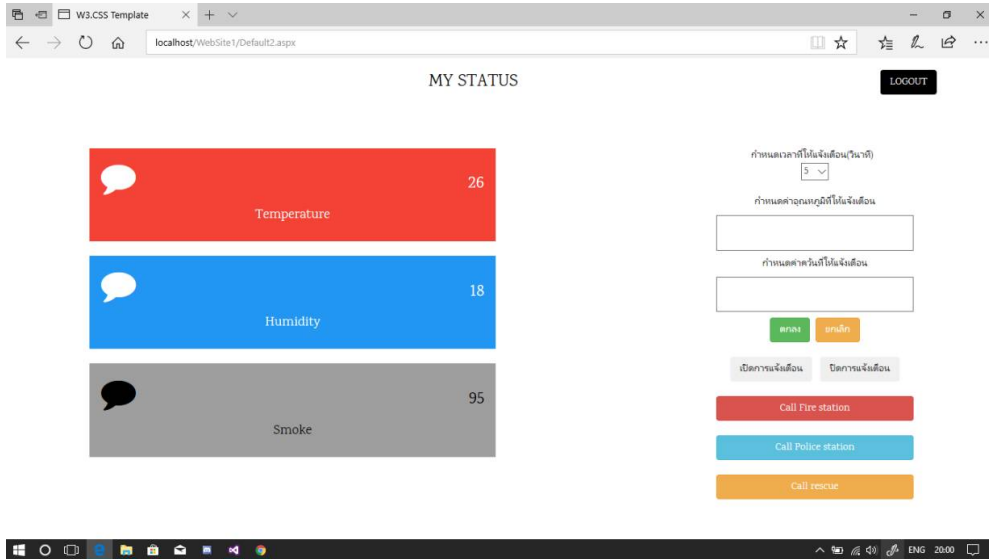 W3.CSS Template
localhost/WebSite1/Default2.aspx
MY STATUS
LOGOUT
26
Temperature
18
Humidity
95
Smoke
กำหนดเวลาที่ให้แจ้งเตือน(วินาที)
5
กำหนดค่าอุณหภูมิที่ให้แจ้งเตือน
กำหนดค่าควันที่ให้แจ้งเตือน
ตกลง ยกเลิก
เปิดการแจ้งเตือน ปิดการแจ้งเตือน
Call Fire station
Call Police station
Call rescue
ENG 20:00